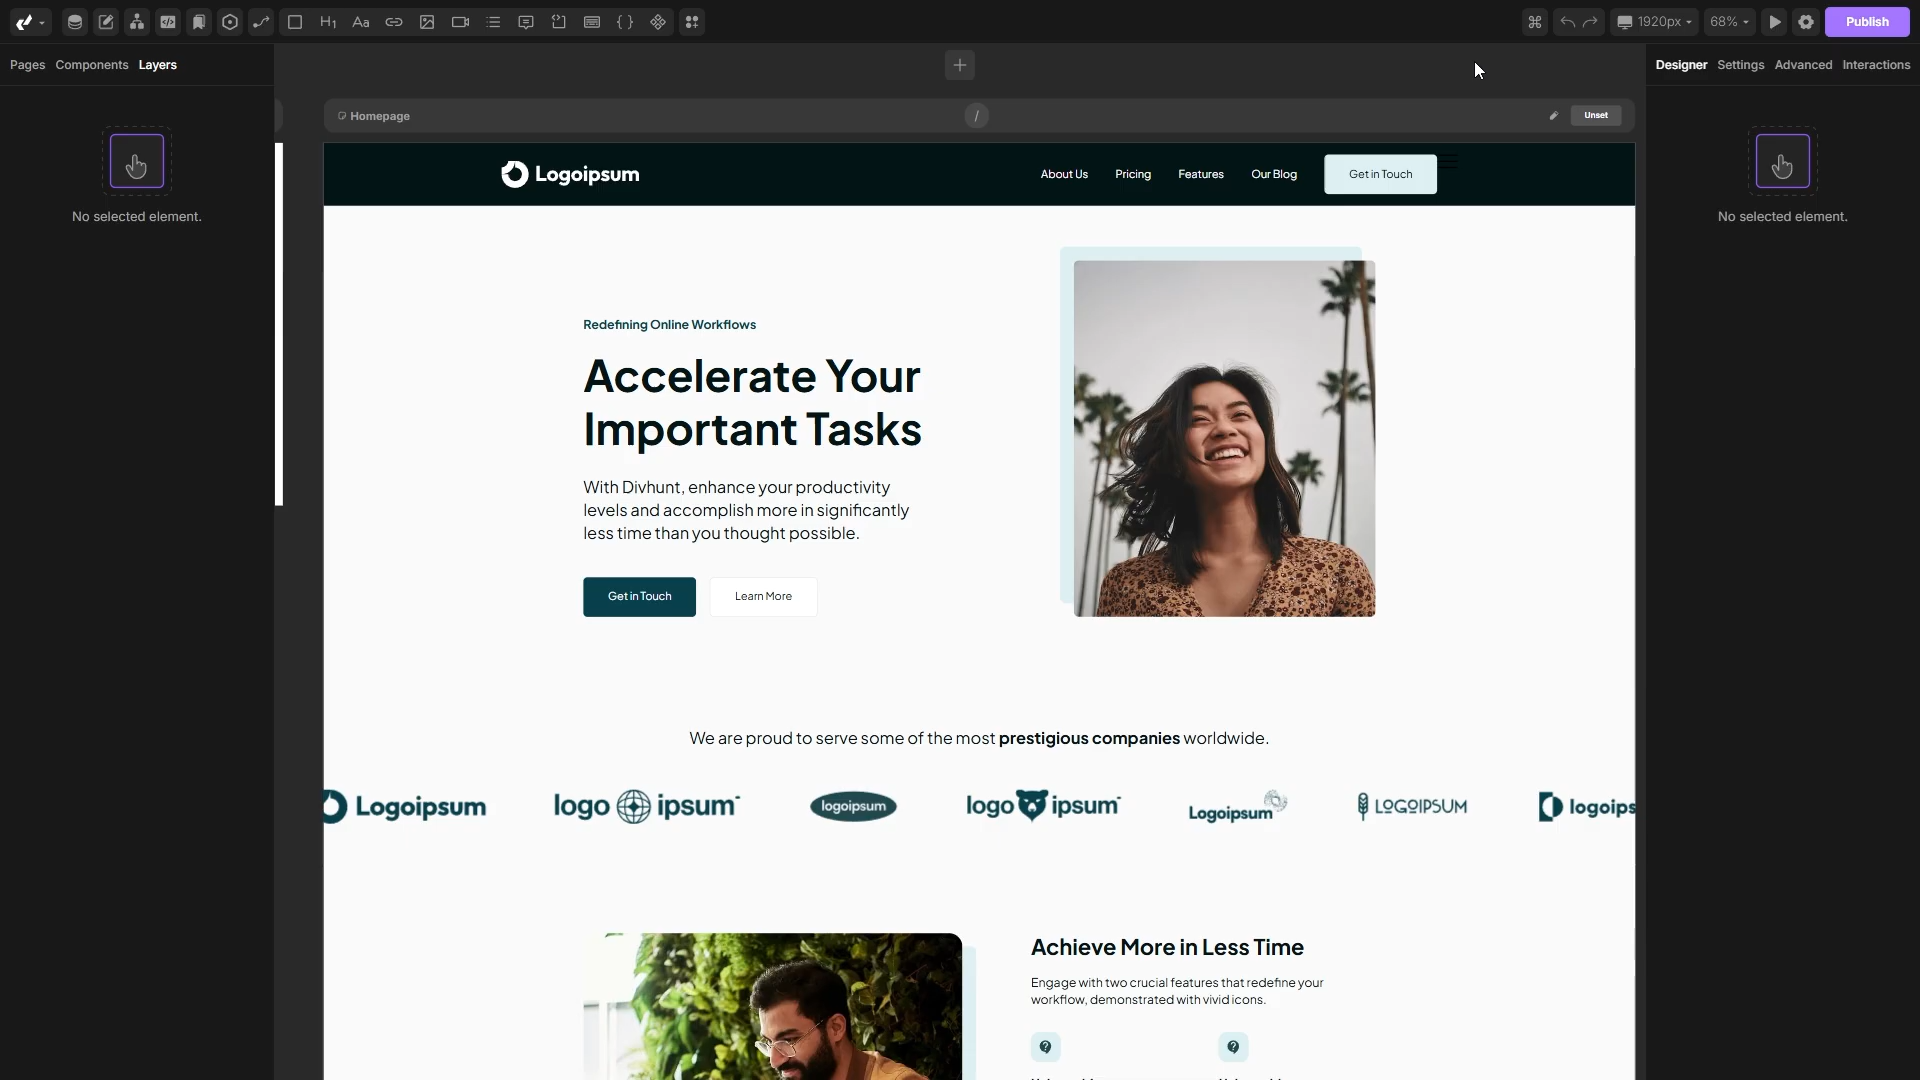 H1 Aa 1920px 68% Publish
Pages Components Layers
Designer Settings Advanced Interactions
No selected element.
No selected element.
Homepage / Unset
Logoipsum About Us Pricing Features Our Blog Get in Touch
Redefining Online Workflows
Accelerate Your
Important Tasks
With Divhunt, enhance your productivity
levels and accomplish more in significantly
less time than you thought possible.
Get in Touch Learn More
We are proud to serve some of the most prestigious companies worldwide.
Logoipsum logo ipsum logoipsum logo ipsum Logoipsum LOGOIPSUM logoips
Achieve More in Less Time
Engage with two crucial features that redefine your
workflow, demonstrated with vivid icons.